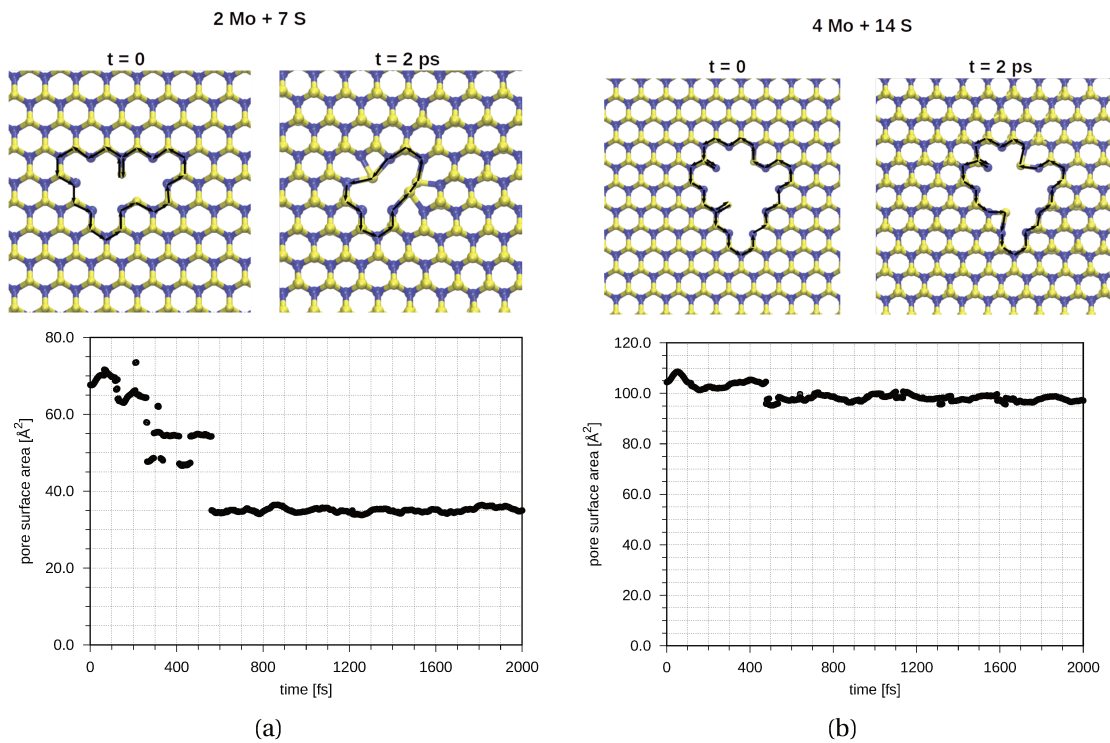 2 Mo + 7 S
t = 0
t = 2 ps
80.0
60.0
40.0
20.0
0.0
pore surface area [Å²]
0
400
800
1200
1600
2000
time [fs]
(a)
4 Mo + 14 S
t = 0
t = 2 ps
120.0
100.0
80.0
60.0
40.0
20.0
0.0
pore surface area [Å²]
0
400
800
1200
1600
2000
time [fs]
(b)